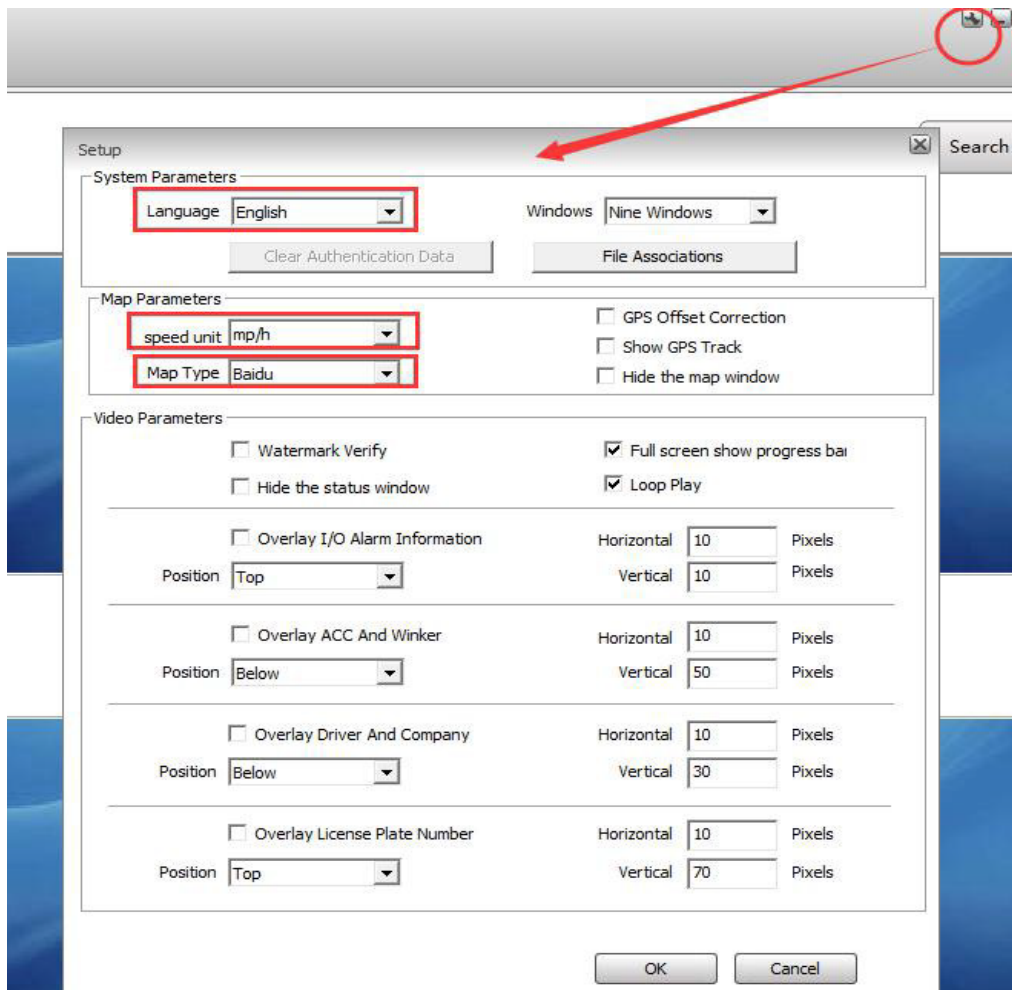 Search
Setup
System Parameters
Language English Windows Nine Windows
Clear Authentication Data File Associations
Map Parameters
speed unit mp/h GPS Offset Correction
Show GPS Track
Map Type Baidu Hide the map window
Video Parameters
Watermark Verify Full screen show progress bar
Hide the status window Loop Play
Overlay I/O Alarm Information Horizontal 10 Pixels
Position Top Vertical 10 Pixels
Overlay ACC And Winker Horizontal 10 Pixels
Position Below Vertical 50 Pixels
Overlay Driver And Company Horizontal 10 Pixels
Position Below Vertical 30 Pixels
Overlay License Plate Number Horizontal 10 Pixels
Position Top Vertical 70 Pixels
OK Cancel